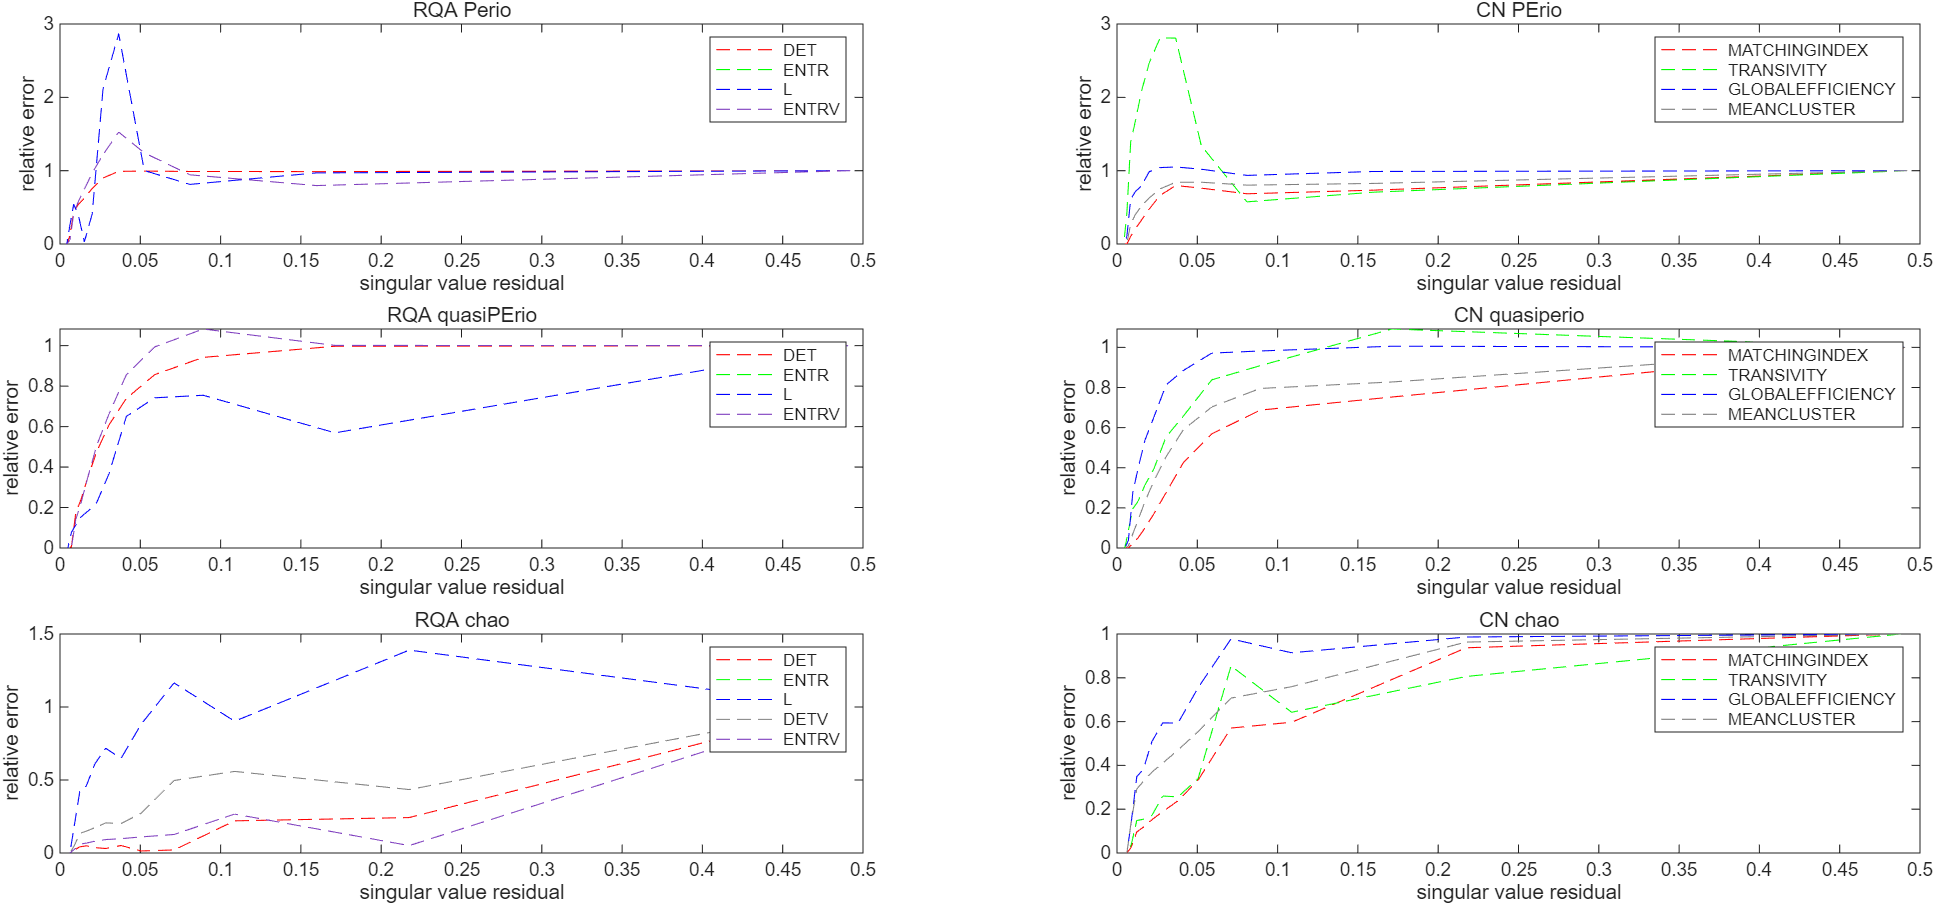 RQA Perio
3
2
1
0
relative error
0 0.05 0.1 0.15 0.2 0.25 0.3 0.35 0.4 0.45 0.5
singular value residual
DET
ENTR
L
ENTRV
CN PErio
3
2
1
0
relative error
0 0.05 0.1 0.15 0.2 0.25 0.3 0.35 0.4 0.45 0.5
singular value residual
MATCHINGINDEX
TRANSIVITY
GLOBALEFFICIENCY
MEANCLUSTER
RQA quasiPErio
1
0.8
0.6
0.4
0.2
0
relative error
0 0.05 0.1 0.15 0.2 0.25 0.3 0.35 0.4 0.45 0.5
singular value residual
DET
ENTR
L
ENTRV
CN quasiperio
1
0.8
0.6
0.4
0.2
0
relative error
0 0.05 0.1 0.15 0.2 0.25 0.3 0.35 0.4 0.45 0.5
singular value residual
MATCHINGINDEX
TRANSIVITY
GLOBALEFFICIENCY
MEANCLUSTER
RQA chao
1.5
1
0.5
0
relative error
0 0.05 0.1 0.15 0.2 0.25 0.3 0.35 0.4 0.45 0.5
singular value residual
DET
ENTR
L
DETV
ENTRV
CN chao
1
0.8
0.6
0.4
0.2
0
relative error
0 0.05 0.1 0.15 0.2 0.25 0.3 0.35 0.4 0.45 0.5
singular value residual
MATCHINGINDEX
TRANSIVITY
GLOBALEFFICIENCY
MEANCLUSTER